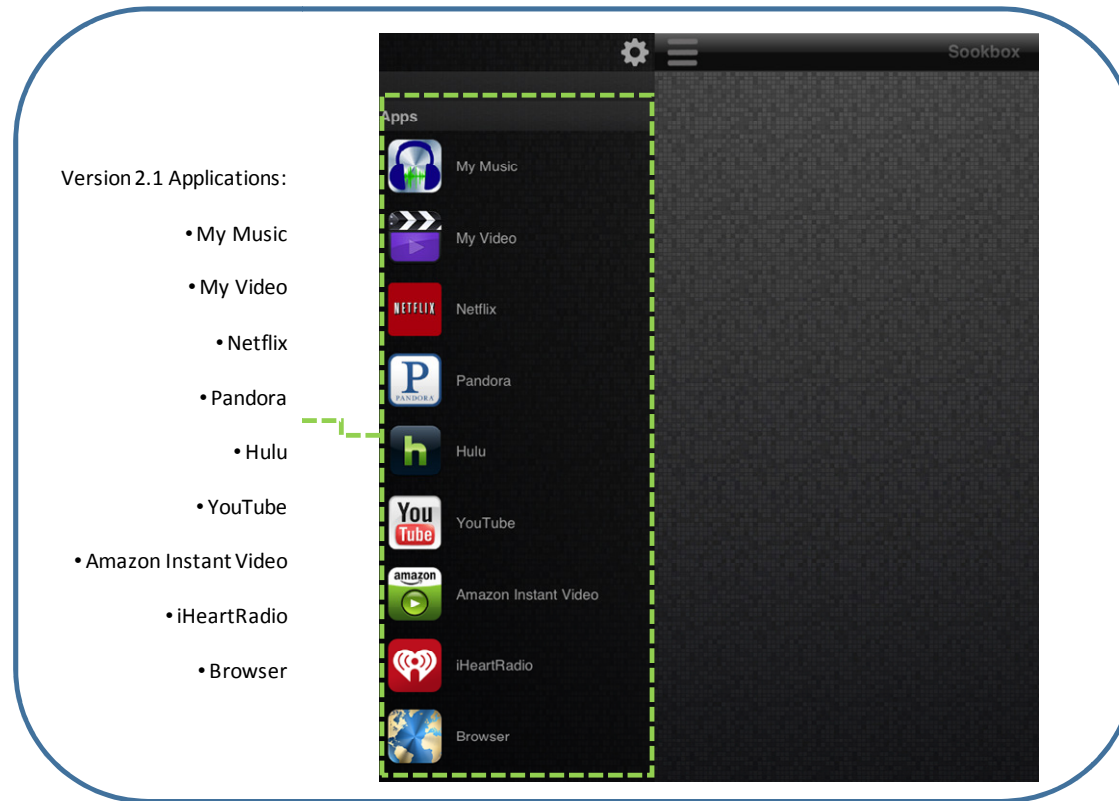 Sookbox
Version 2.1 Applications:
• My Music
• My Video
• Netflix
• Pandora
• Hulu
• YouTube
• Amazon Instant Video
• iHeartRadio
• Browser
Apps
My Music
My Video
NETFLIX
Netflix
P
PANDORA
Pandora
h
Hulu
You
Tube
YouTube
amazon
Amazon Instant Video
iHeartRadio
Browser